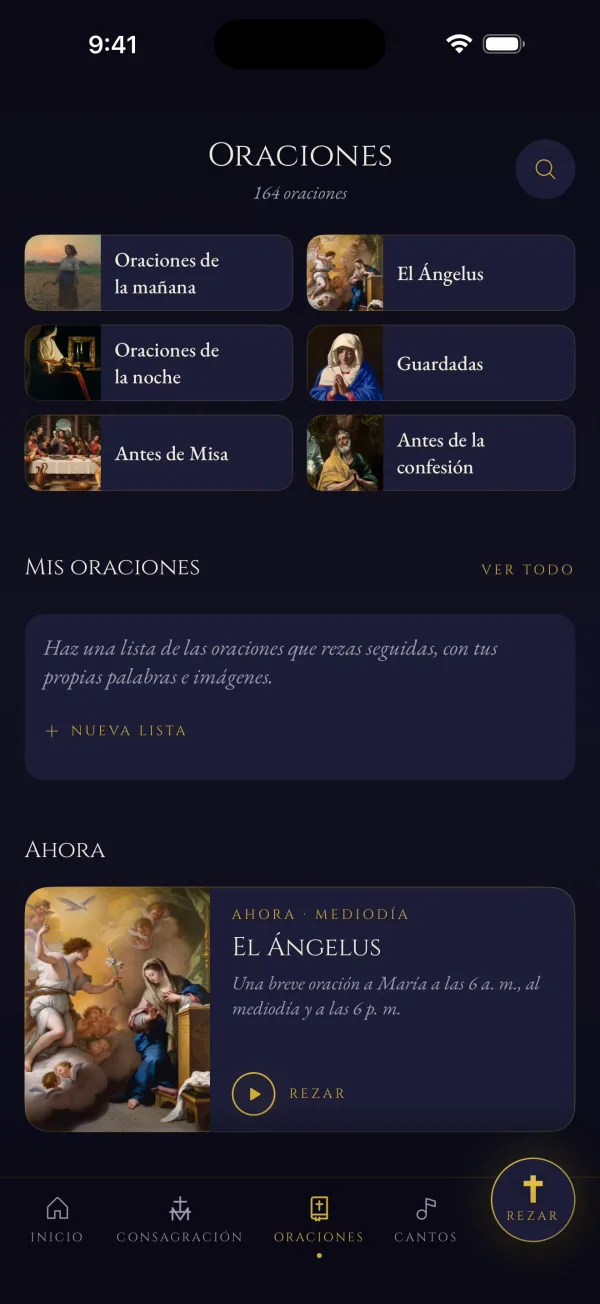 9:41
Oraciones
164 oraciones
Oraciones de
la mañana
El Ángelus
Oraciones de
la noche
Guardadas
Antes de Misa
Antes de la
confesión
Mis oraciones
VER TODO
Haz una lista de las oraciones que rezas seguidas, con tus
propias palabras e imágenes.
+ NUEVA LISTA
Ahora
AHORA · MEDIODÍA
El Ángelus
Una breve oración a María a las 6 a. m., al
mediodía y a las 6 p. m.
REZAR
INICIO
CONSAGRACIÓN
ORACIONES
CANTOS
REZAR